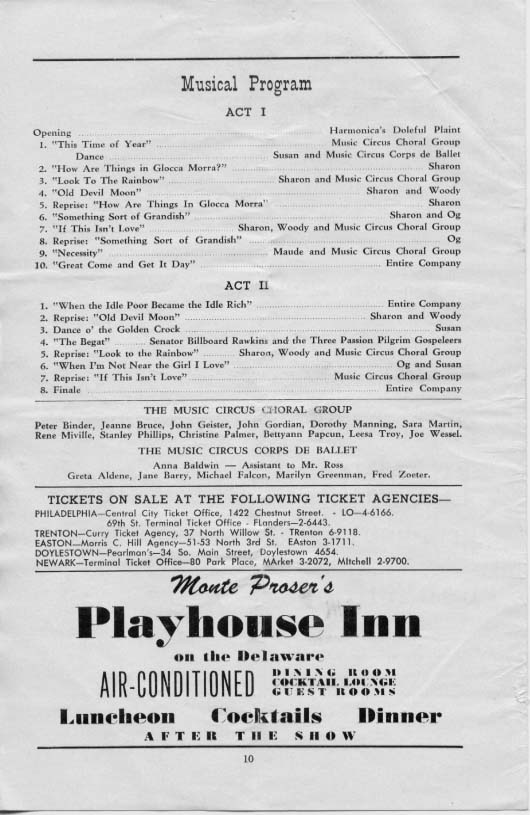 Musical Program
ACT I
Opening ........ Harmonica's Doleful Plaint
1. "This Time of Year" ........ Music Circus Choral Group
Dance ........ Susan and Music Circus Corps de Ballet
2. "How Are Things in Glocca Morra?" ........ Sharon
3. "Look To The Rainbow" ........ Sharon and Music Circus Choral Group
4. "Old Devil Moon" ........ Sharon and Woody
5. Reprise: "How Are Things In Glocca Morra" ........ Sharon
6. "Something Sort of Grandish" ........ Sharon and Og
7. "If This Isn't Love" ........ Sharon, Woody and Music Circus Choral Group
8. Reprise: "Something Sort of Grandish" ........ Og
9. "Necessity" ........ Maude and Music Circus Choral Group
10. "Great Come and Get It Day" ........ Entire Company
ACT II
1. "When the Idle Poor Became the Idle Rich" ........ Entire Company
2. Reprise: "Old Devil Moon" ........ Sharon and Woody
3. Dance o' the Golden Crock ........ Susan
4. "The Begat" ........ Senator Billboard Rawkins and the Three Passion Pilgrim Gospeleers
5. Reprise: "Look to the Rainbow" ........ Sharon, Woody and Music Circus Choral Group
6. "When I'm Not Near the Girl I Love" ........ Og and Susan
7. Reprise: "If This Isn't Love" ........ Music Circus Choral Group
8. Finale ........ Entire Company
THE MUSIC CIRCUS CHORAL GROUP
Peter Binder, Jeanne Bruce, John Geister, John Gordian, Dorothy Manning, Sara Martin,
Rene Miville, Stanley Phillips, Christine Palmer, Bettyann Papcun, Leesa Troy, Joe Wessel.
THE MUSIC CIRCUS CORPS DE BALLET
Anna Baldwin — Assistant to Mr. Ross
Greta Aldene, Jane Barry, Michael Falcon, Marilyn Greenman, Fred Zoeter.
TICKETS ON SALE AT THE FOLLOWING TICKET AGENCIES—
PHILADELPHIA—Central City Ticket Office, 1422 Chestnut Street. - LO—4-6166.
69th St. Terminal Ticket Office - FLanders—2-6443.
TRENTON—Curry Ticket Agency, 37 North Willow St. - TRenton 6-9118.
EASTON—Morris C. Hill Agency—51-53 North 3rd St. EAston 3-1711.
DOYLESTOWN—Pearlman's—34 So. Main Street, Doylestown 4654.
NEWARK—Terminal Ticket Office—80 Park Place, MArket 3-2072, MItchell 2-9700.
Monte Proser's
Playhouse Inn
on the Delaware
AIR-CONDITIONED DINING ROOM
COCKTAIL LOUNGE
GUEST ROOMS
Luncheon Cocktails Dinner
AFTER THE SHOW
10